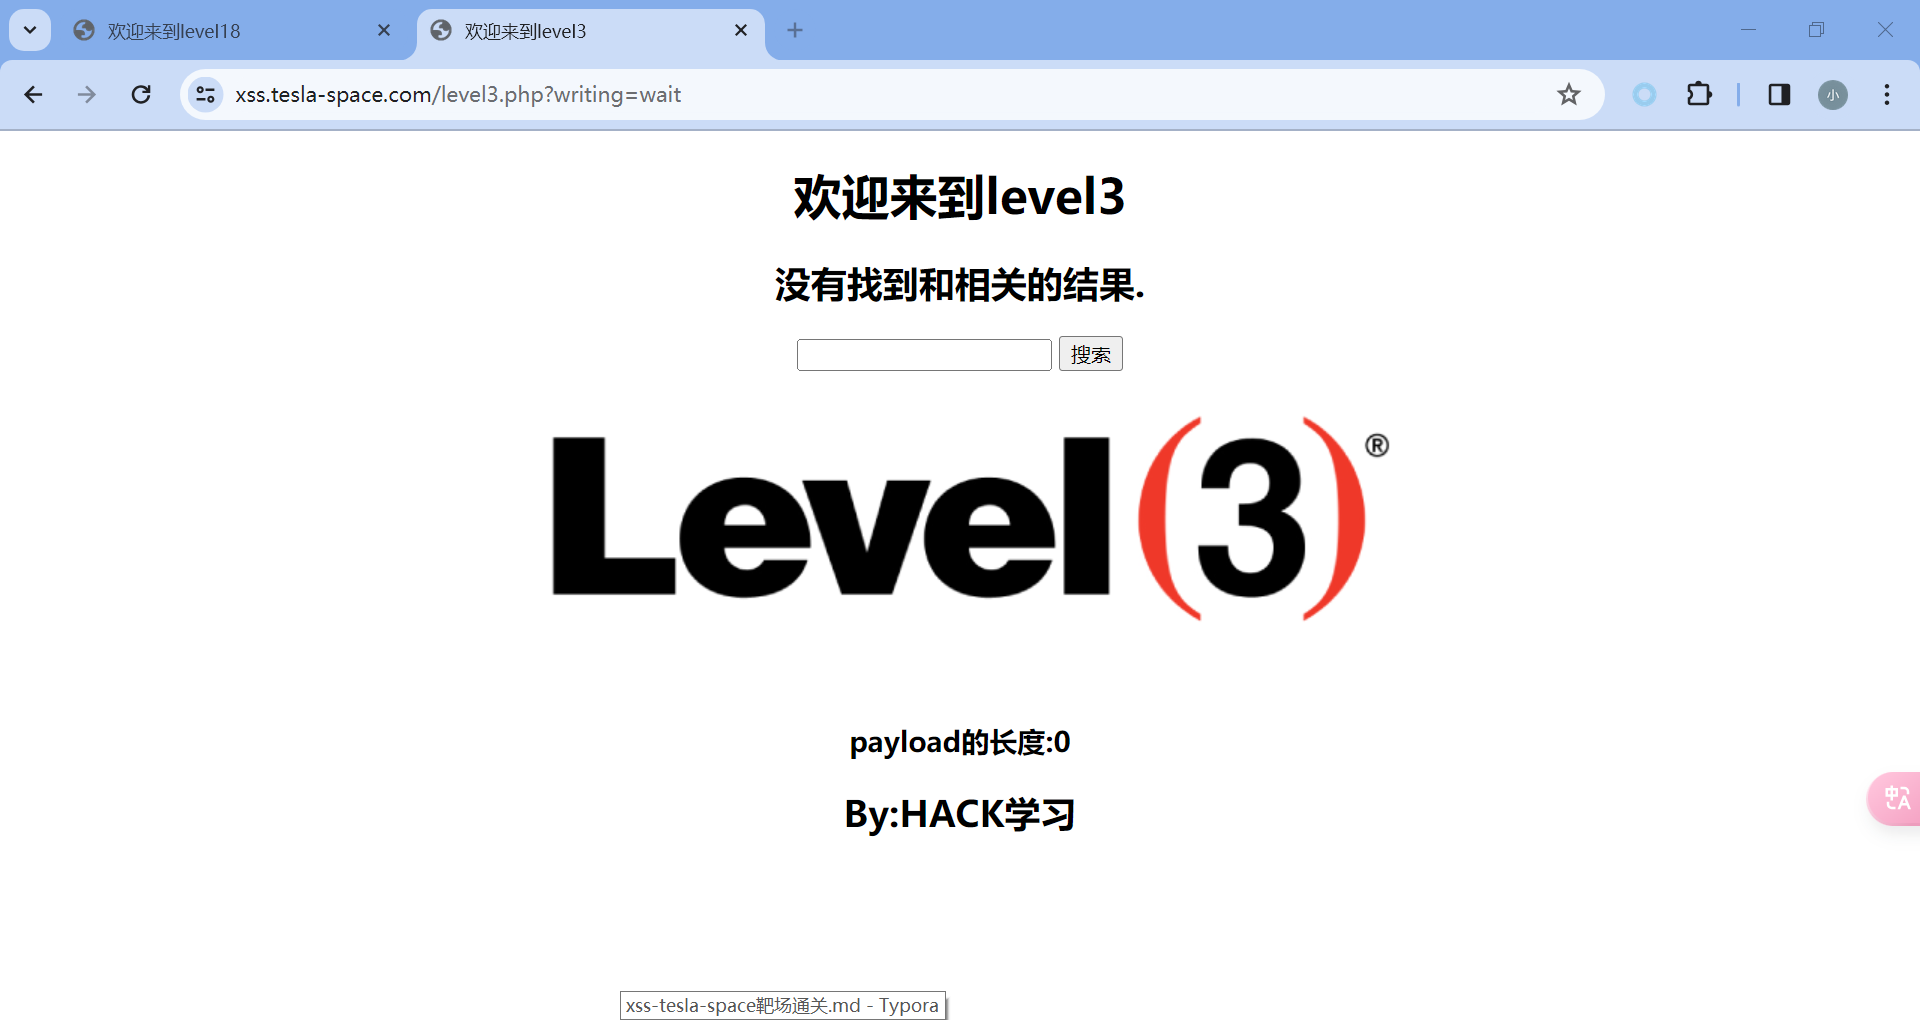 欢迎来到level18
欢迎来到level3
xss.tesla-space.com/level3.php?writing=wait
小
欢迎来到level3
没有找到和相关的结果.
搜索
Level(3)®
payload的长度:0
By:HACK学习
中A
xss-tesla-space靶场通关.md - Typora